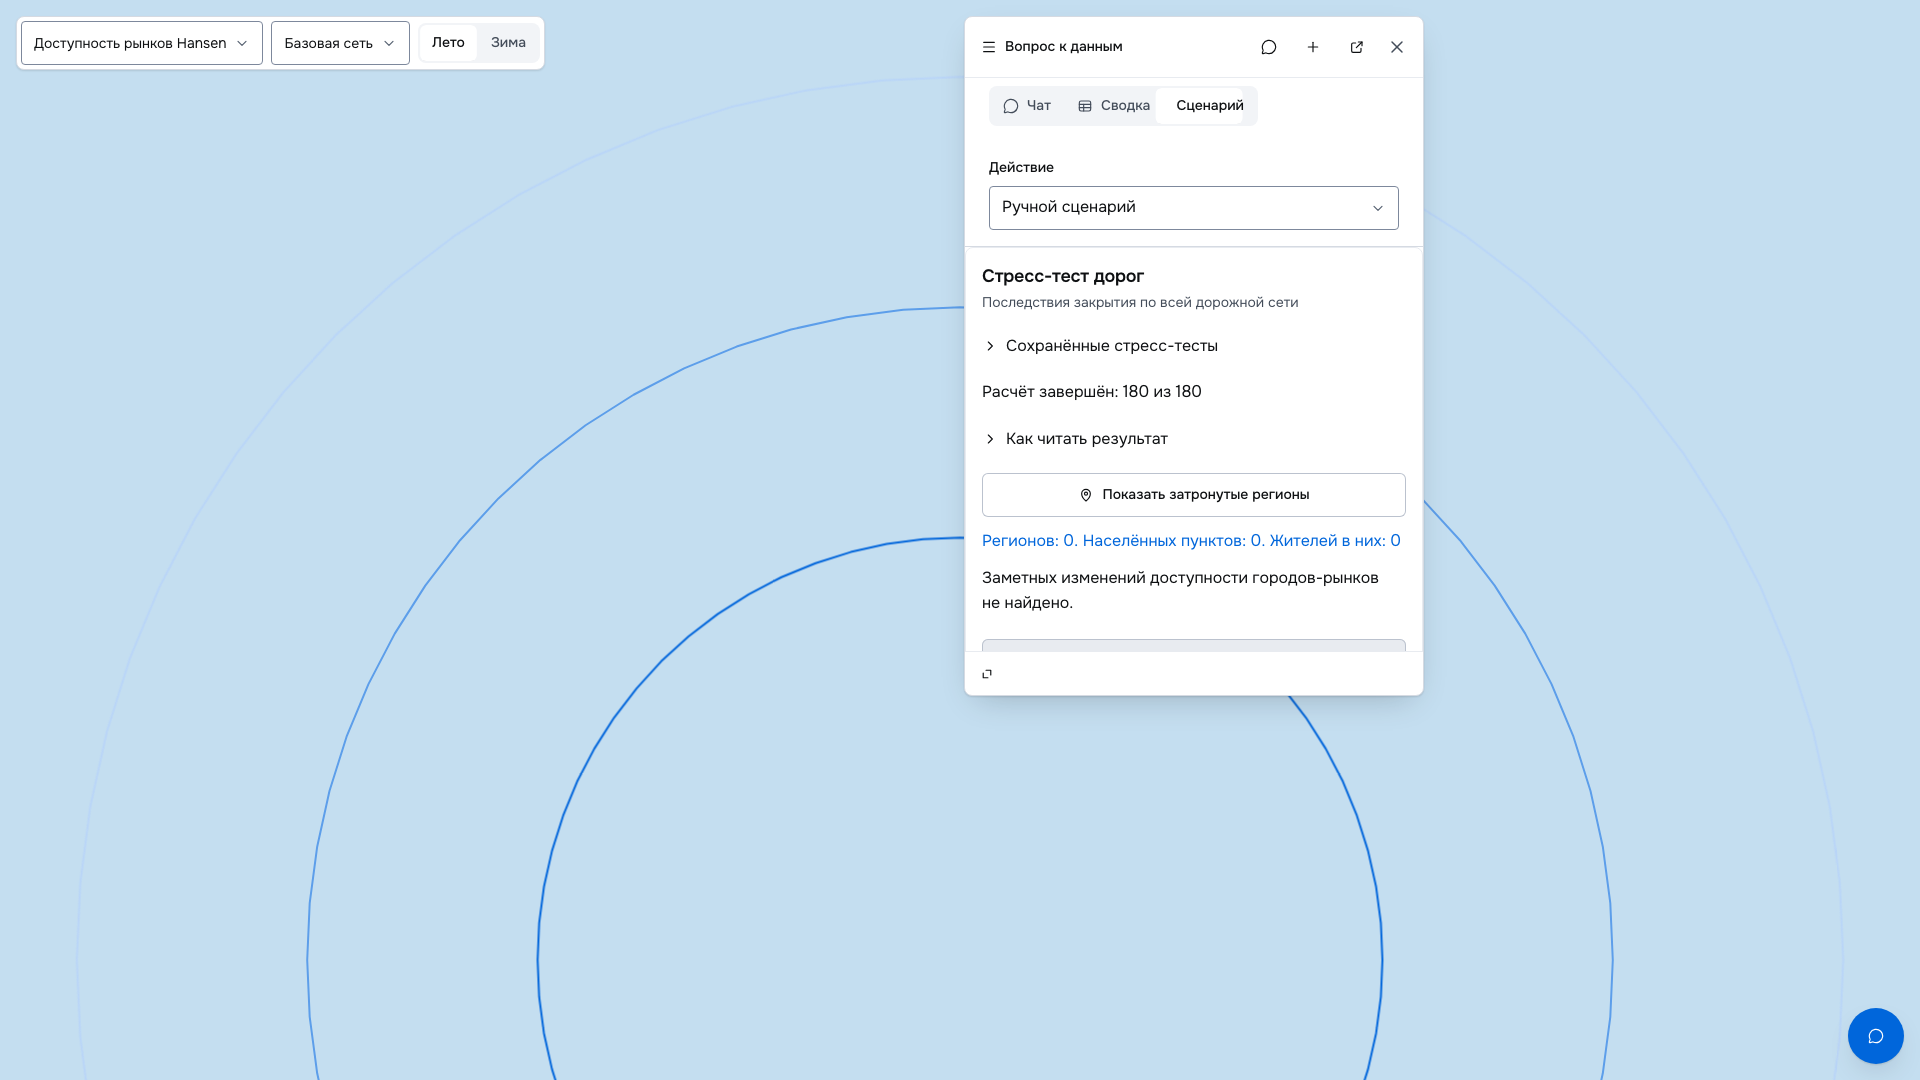 Доступность рынков Hansen
Базовая сеть
Лето
Зима
Вопрос к данным
Чат
Сводка
Сценарий
Действие
Ручной сценарий
Стресс-тест дорог
Последствия закрытия по всей дорожной сети
Сохранённые стресс-тесты
Расчёт завершён: 180 из 180
Как читать результат
Показать затронутые регионы
Регионов: 0. Населённых пунктов: 0. Жителей в них: 0
Заметных изменений доступности городов-рынков
не найдено.